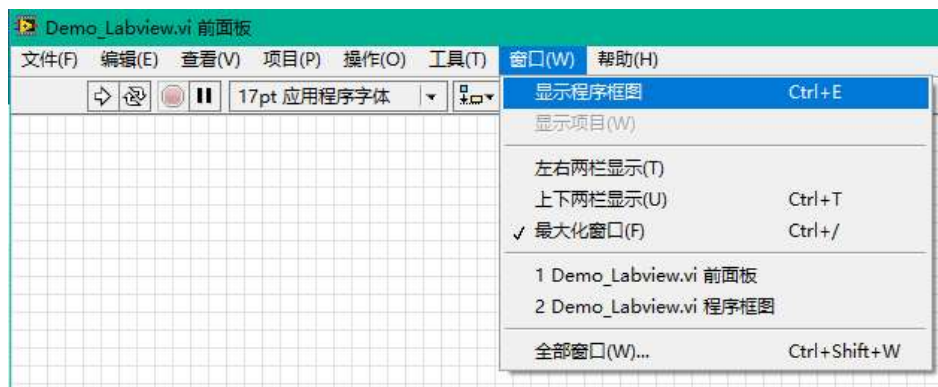 Demo_Labview.vi 前面板
文件(F) 编辑(E) 查看(V) 项目(P) 操作(O) 工具(T) 窗口(W) 帮助(H)
17pt 应用程序字体
显示程序框图 Ctrl+E
显示项目(W)
左右两栏显示(T)
上下两栏显示(U) Ctrl+T
✓ 最大化窗口(F) Ctrl+/
1 Demo_Labview.vi 前面板
2 Demo_Labview.vi 程序框图
全部窗口(W)... Ctrl+Shift+W